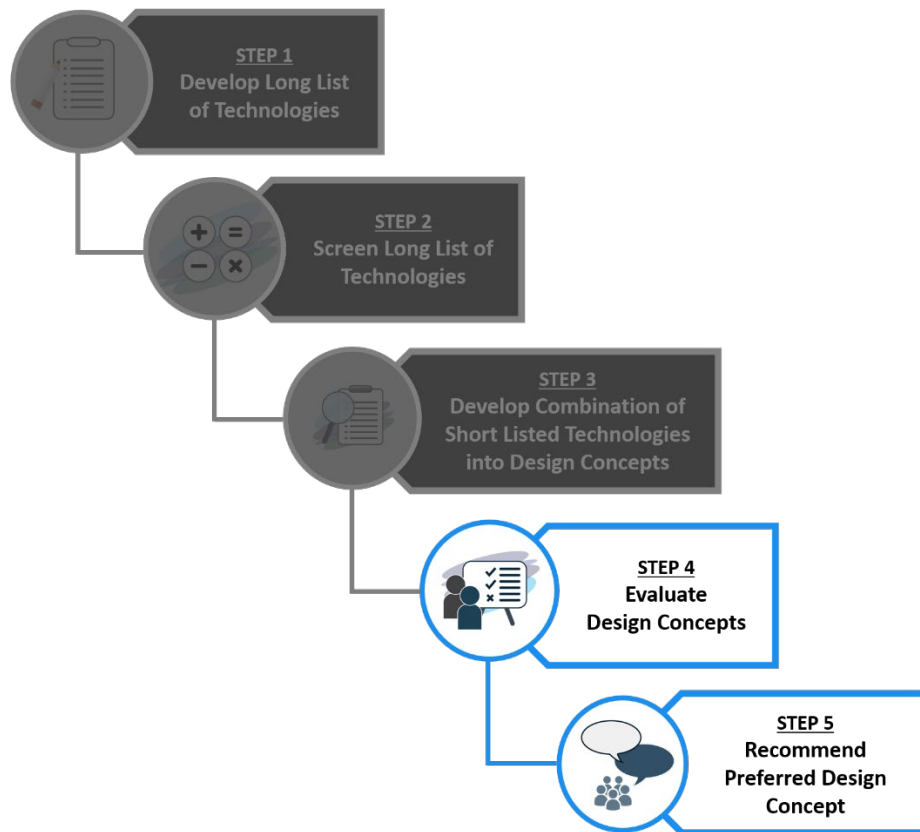 STEP 1
Develop Long List
of Technologies
STEP 2
Screen Long List of
Technologies
STEP 3
Develop Combination of
Short Listed Technologies
into Design Concepts
STEP 4
Evaluate
Design Concepts
STEP 5
Recommend
Preferred Design
Concept